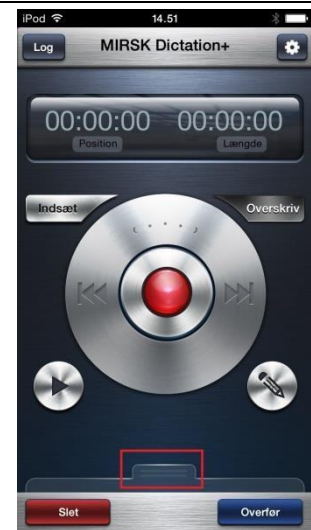 iPod 14.51
Log MIRSK Dictation+
00:00:00 00:00:00
Position Længde
Indsæt Overskriv
Slet Overfør